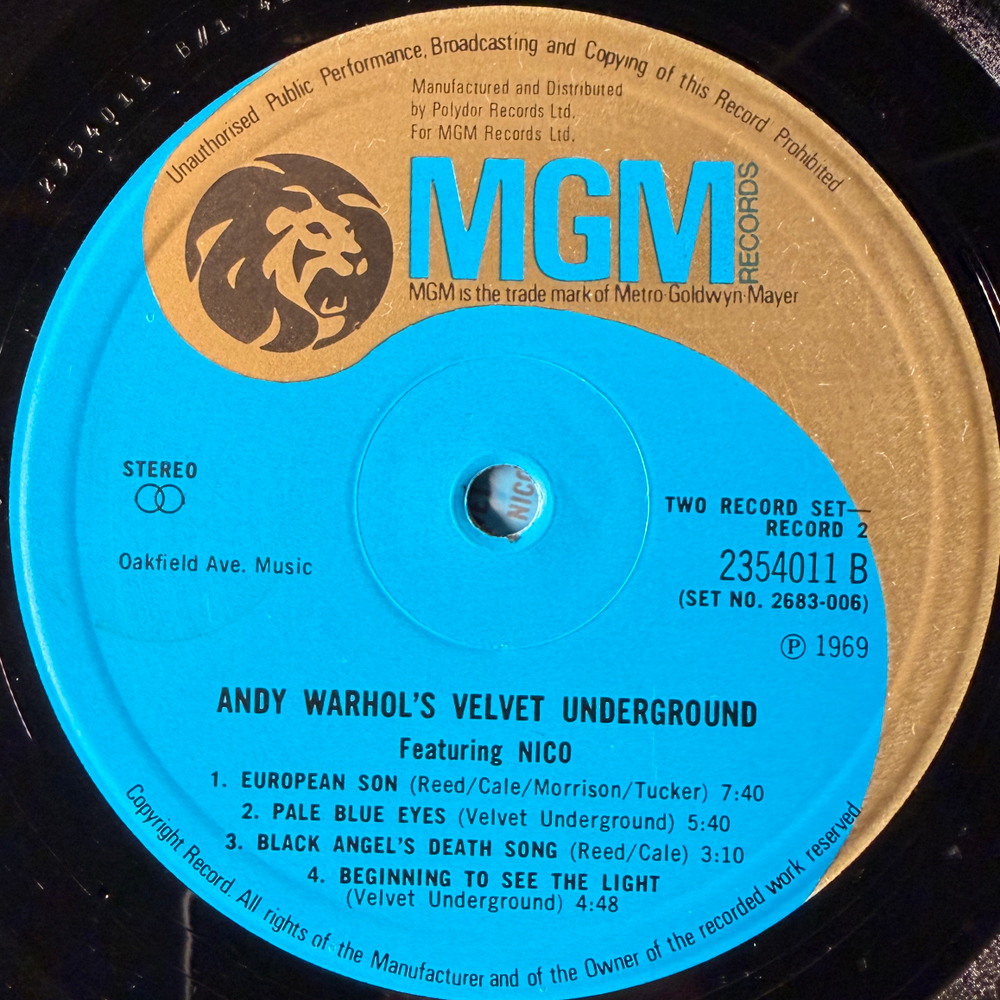 2354011 B//1
Unauthorised Public Performance, Broadcasting and Copying of this Record Prohibited
Manufactured and Distributed
by Polydor Records Ltd.
For MGM Records Ltd.
MGM
RECORDS
MGM is the trade mark of Metro-Goldwyn-Mayer
STEREO
Oakfield Ave. Music
NICO
TWO RECORD SET—
RECORD 2
2354011 B
(SET NO. 2683-006)
Ⓟ 1969
ANDY WARHOL'S VELVET UNDERGROUND
Featuring NICO
1. EUROPEAN SON (Reed/Cale/Morrison/Tucker) 7:40
2. PALE BLUE EYES (Velvet Underground) 5:40
3. BLACK ANGEL'S DEATH SONG (Reed/Cale) 3:10
4. BEGINNING TO SEE THE LIGHT
(Velvet Underground) 4:48
Copyright Record. All rights of the Manufacturer and of the Owner of the recorded work reserved